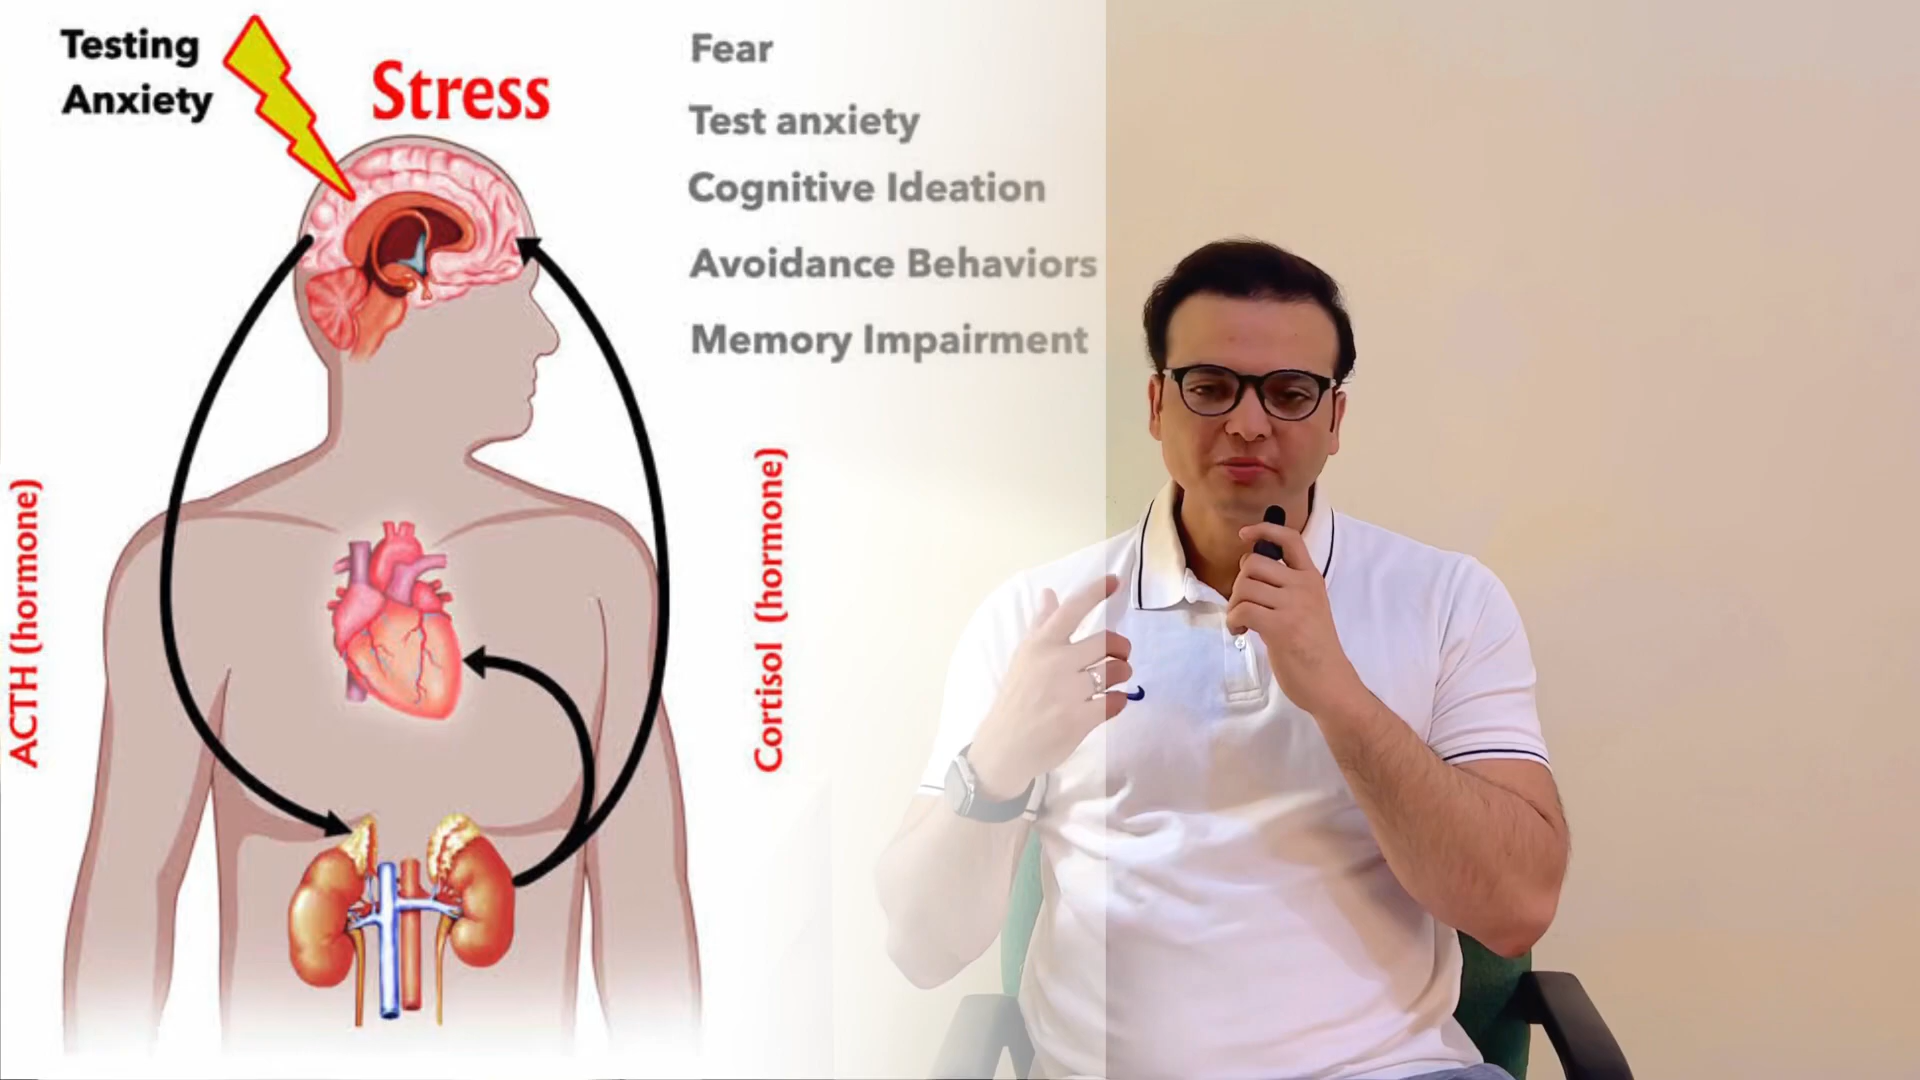 Testing
Anxiety
Stress
Fear
Test anxiety
Cognitive Ideation
Avoidance Behaviors
Memory Impairment
ACTH (hormone)
Cortisol (hormone)